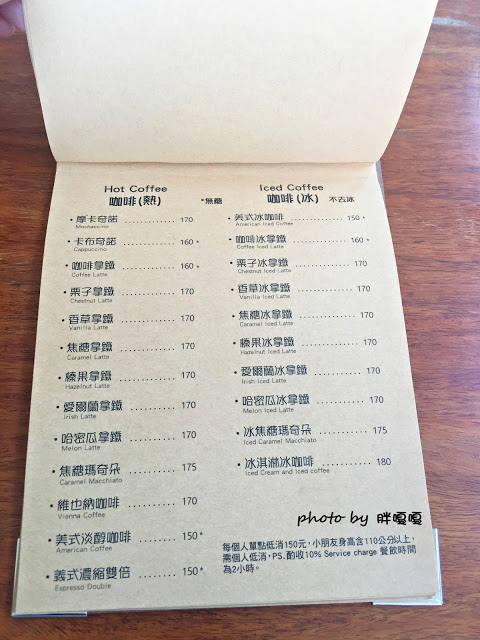 Hot Coffee
咖啡(熱) *無糖
•摩卡奇諾 ............ 170
Mochaccino
•卡布奇諾 ............ 160*
Cappuccino
•咖啡拿鐵 ............ 160*
Coffee Latte
•栗子拿鐵 ............ 170
Chestnut Latte
•香草拿鐵 ............ 170
Vanilla Latte
•焦糖拿鐵 ............ 170
Caramel Latte
•榛果拿鐵 ............ 170
Hazelnut Latte
•愛爾蘭拿鐵 ............ 170
Irish Latte
•哈密瓜拿鐵 ............ 170
Melon Latte
•焦糖瑪奇朵 ............ 175
Caramel Macchiato
•維也納咖啡 ............ 170
Vienna Coffee
•美式淡醇咖啡 ......... 150*
American Coffee
•義式濃縮雙倍 ......... 150*
Espresso Double
Iced Coffee
咖啡(冰) 不去冰
•美式冰咖啡 ............ 150*
American Iced Coffee
•咖啡冰拿鐵 ............ 160*
Coffee Iced Latte
•栗子冰拿鐵 ............ 170
Chestnut Iced Latte
•香草冰拿鐵 ............ 170
Vanilla Iced Latte
•焦糖冰拿鐵 ............ 170
Caramel Iced Latte
•榛果冰拿鐵 ............ 170
Hazelnut Iced Latte
•愛爾蘭冰拿鐵 ......... 170
Irish Iced Latte
•哈密瓜冰拿鐵 ......... 170
Melon Iced Latte
•冰焦糖瑪奇朵 ......... 175
Iced Caramel Macchiato
•冰淇淋冰咖啡 ......... 180
Iced Cream and Iced coffee
photo by 胖嘎嘎
每個人單點低消150元，小朋友身高含110公分以上，
需個人低消，PS.酌收10% Service charge 餐飲時間
為2小時。